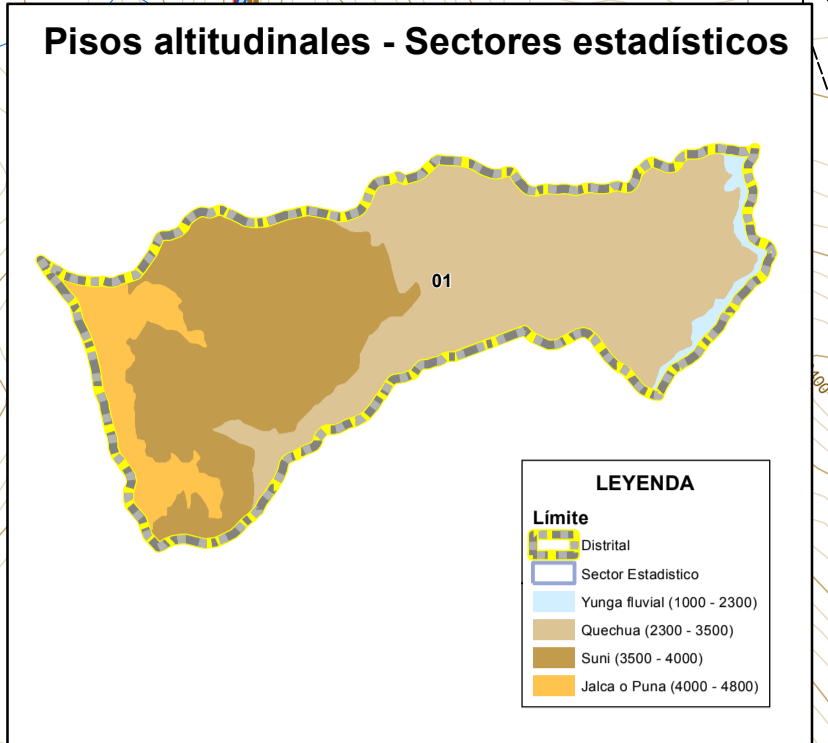 Pisos altitudinales - Sectores estadísticos
01
LEYENDA
Límite
Distrital
Sector Estadistico
Yunga fluvial (1000 - 2300)
Quechua (2300 - 3500)
Suni (3500 - 4000)
Jalca o Puna (4000 - 4800)